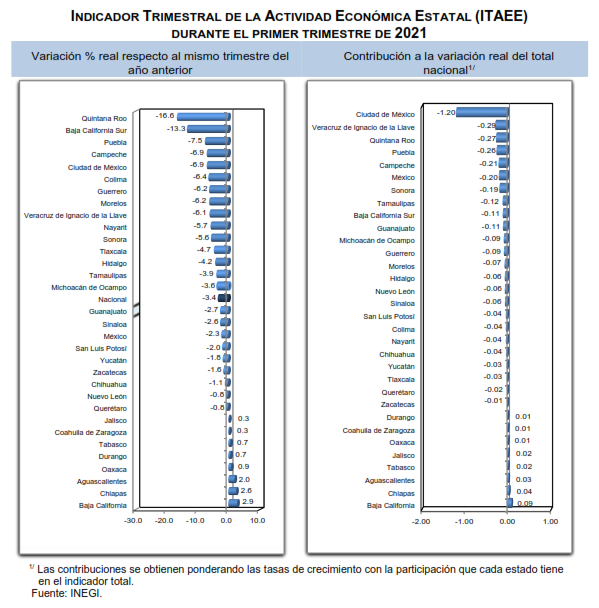 INDICADOR TRIMESTRAL DE LA ACTIVIDAD ECONÓMICA ESTATAL (ITAEE)
DURANTE EL PRIMER TRIMESTRE DE 2021
Variación % real respecto al mismo trimestre del
año anterior
Quintana Roo -16.6
Baja California Sur -13.3
Puebla -7.5
Campeche -6.9
Ciudad de México -6.9
Colima -6.4
Guerrero -6.2
Morelos -6.2
Veracruz de Ignacio de la Llave -6.1
Nayarit -5.7
Sonora -5.6
Tlaxcala -4.7
Hidalgo -4.2
Tamaulipas -3.9
Michoacán de Ocampo -3.6
Nacional -3.4
Guanajuato -2.7
Sinaloa -2.6
México -2.3
San Luis Potosí -2.0
Yucatán -1.8
Zacatecas -1.6
Chihuahua -1.1
Nuevo León -0.8
Querétaro -0.8
Jalisco 0.3
Coahuila de Zaragoza 0.3
Tabasco 0.7
Durango 0.7
Oaxaca 0.9
Aguascalientes 2.0
Chiapas 2.6
Baja California 2.9
-30.0 -20.0 -10.0 0.0 10.0
Contribución a la variación real del total
nacional1/
Ciudad de México -1.20
Veracruz de Ignacio de la Llave -0.29
Quintana Roo -0.27
Puebla -0.26
Campeche -0.21
México -0.20
Sonora -0.19
Tamaulipas -0.12
Baja California Sur -0.11
Guanajuato -0.11
Michoacán de Ocampo -0.09
Guerrero -0.09
Morelos -0.07
Hidalgo -0.06
Nuevo León -0.06
Sinaloa -0.06
San Luis Potosí -0.04
Colima -0.04
Nayarit -0.04
Chihuahua -0.04
Yucatán -0.03
Tlaxcala -0.03
Querétaro -0.02
Zacatecas -0.01
Durango 0.01
Coahuila de Zaragoza 0.01
Oaxaca 0.01
Jalisco 0.02
Tabasco 0.02
Aguascalientes 0.03
Chiapas 0.04
Baja California 0.09
-2.00 -1.00 0.00 1.00
1/ Las contribuciones se obtienen ponderando las tasas de crecimiento con la participación que cada estado tiene
en el indicador total.
Fuente: INEGI.